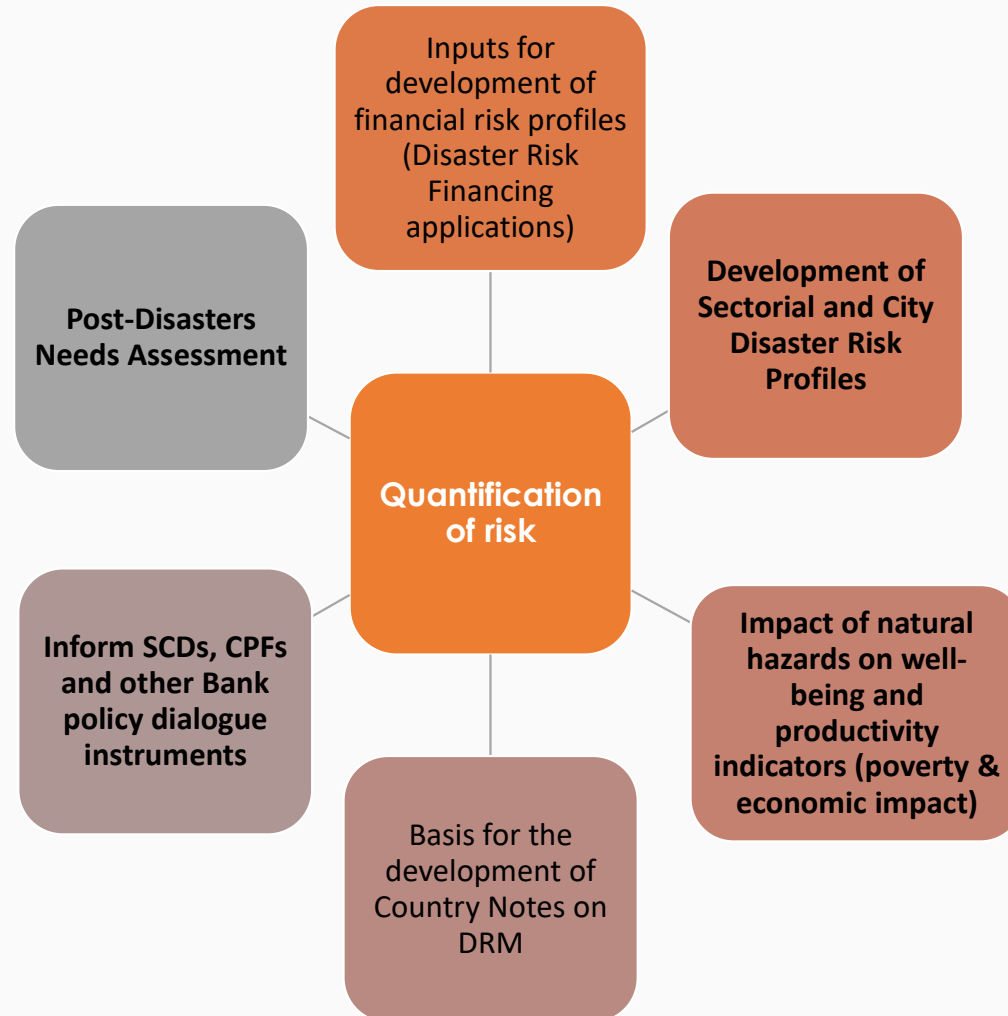 Inputs for
development of
financial risk profiles
(Disaster Risk
Financing
applications)
Development of
Sectorial and City
Disaster Risk
Profiles
Impact of natural
hazards on well-
being and
productivity
indicators (poverty &
economic impact)
Basis for the
development of
Country Notes on
DRM
Inform SCDs, CPFs
and other Bank
policy dialogue
instruments
Post-Disasters
Needs Assessment
Quantification
of risk